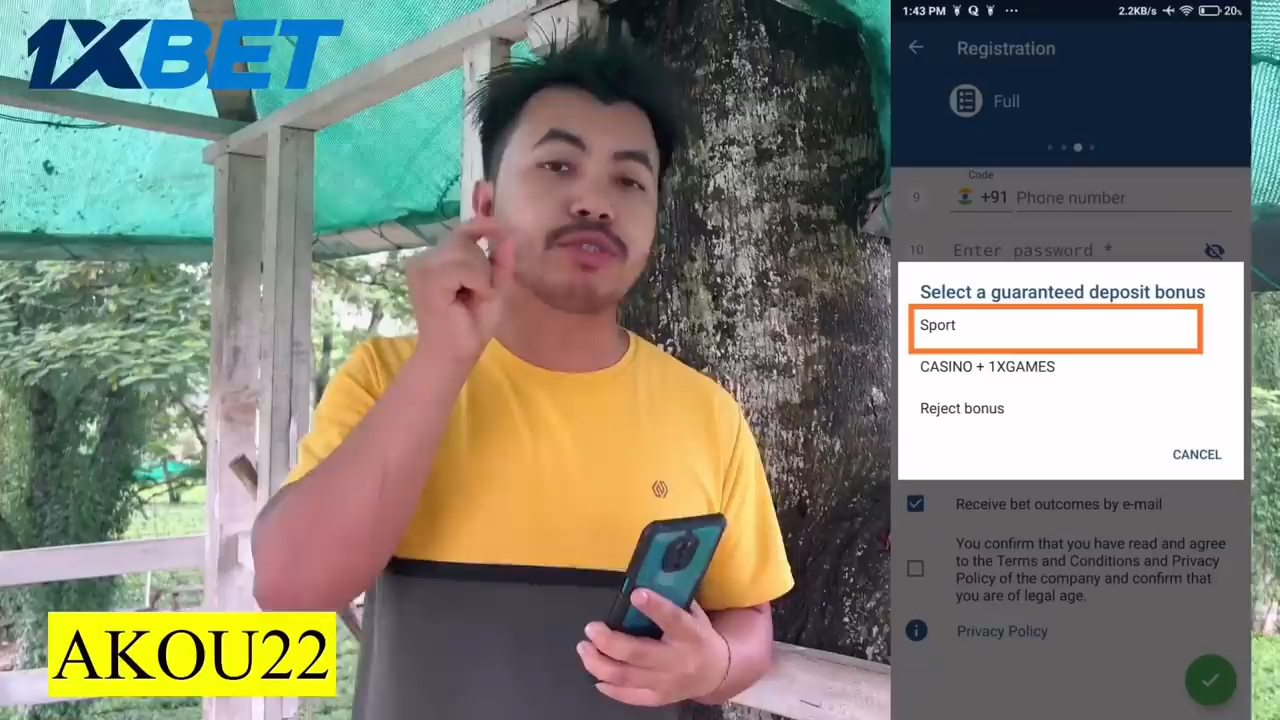 1XBET
AKOU22
1:43 PM
2.2KB/s
20%
Registration
Full
Code
9
+91
Phone number
10
Enter password *
Select a guaranteed deposit bonus
Sport
CASINO + 1XGAMES
Reject bonus
CANCEL
Receive bet outcomes by e-mail
You confirm that you have read and agree
to the Terms and Conditions and Privacy
Policy of the company and confirm that
you are of legal age.
Privacy Policy